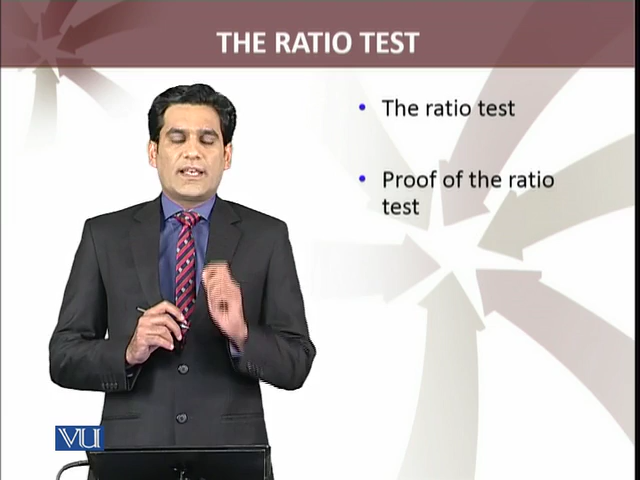 THE RATIO TEST
• The ratio test
• Proof of the ratio
test
VU